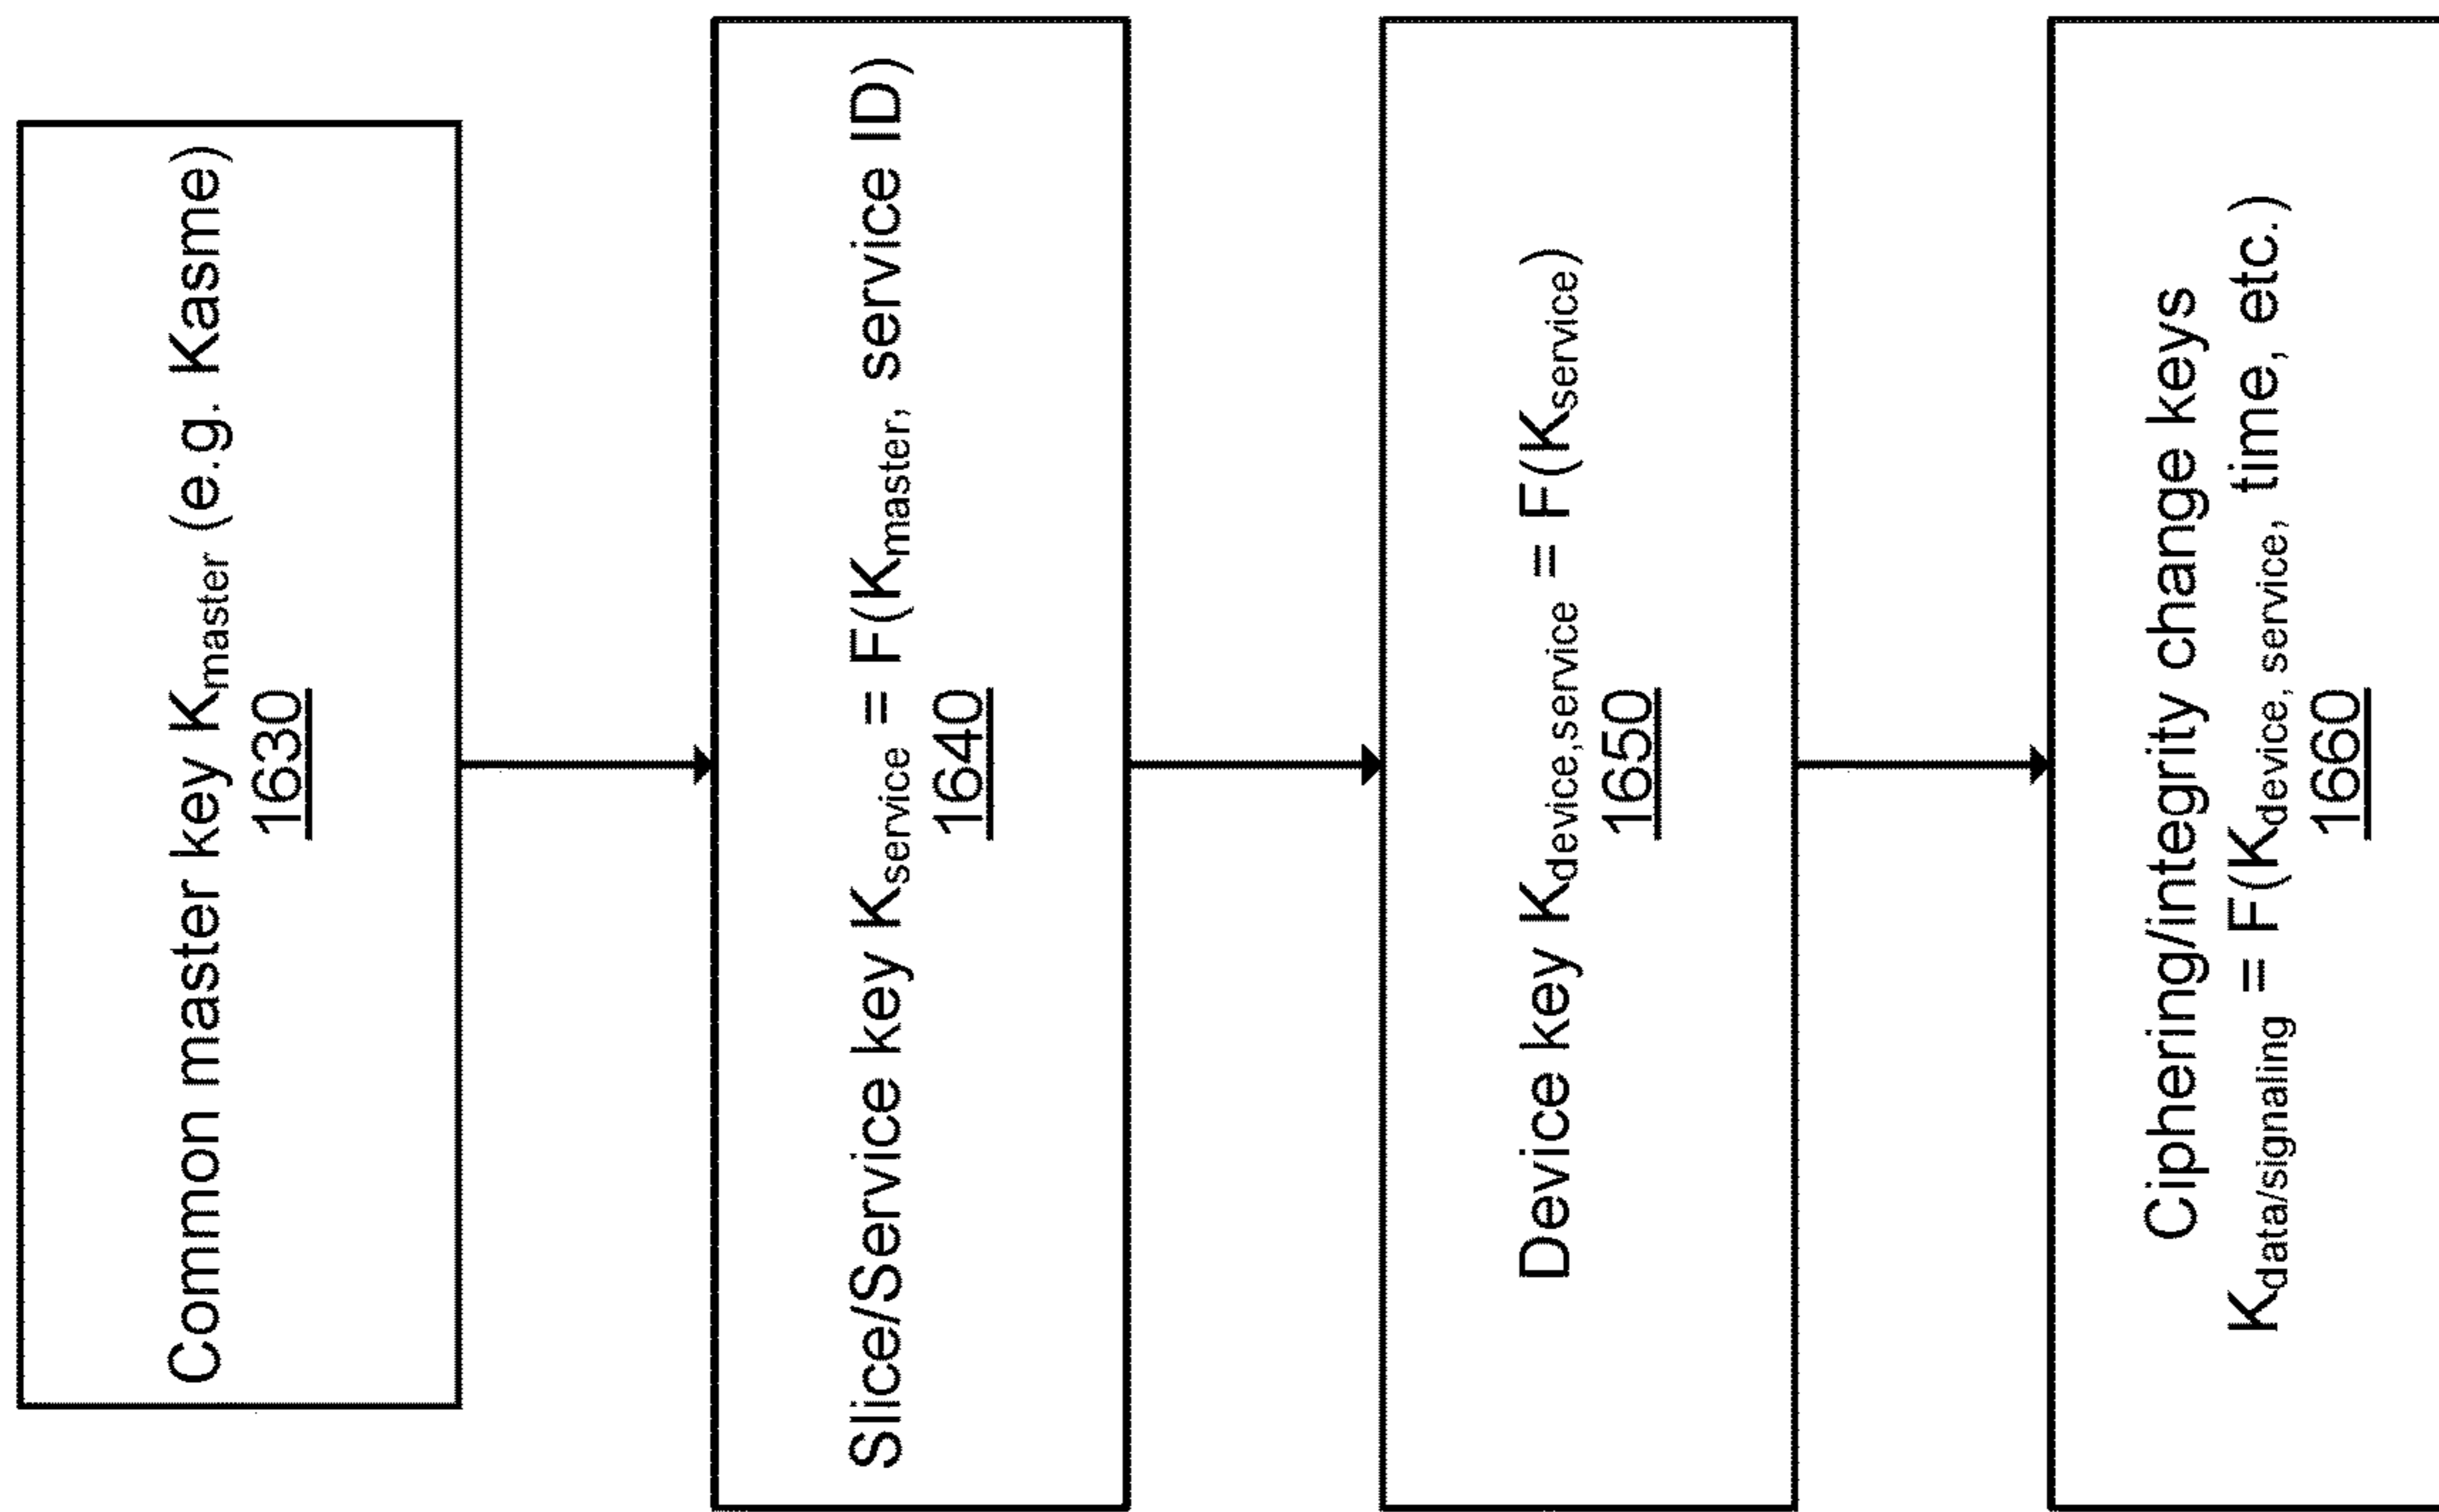 Common master key Kmaster (e.g. Kasme)
1630
Slice/Service key Kservice = F(Kmaster, service ID)
1640
Device key Kdevice,service = F(Kservice)
1650
Ciphering/integrity change keys
Kdata/signaling = F(Kdevice, service, time, etc.)
1660